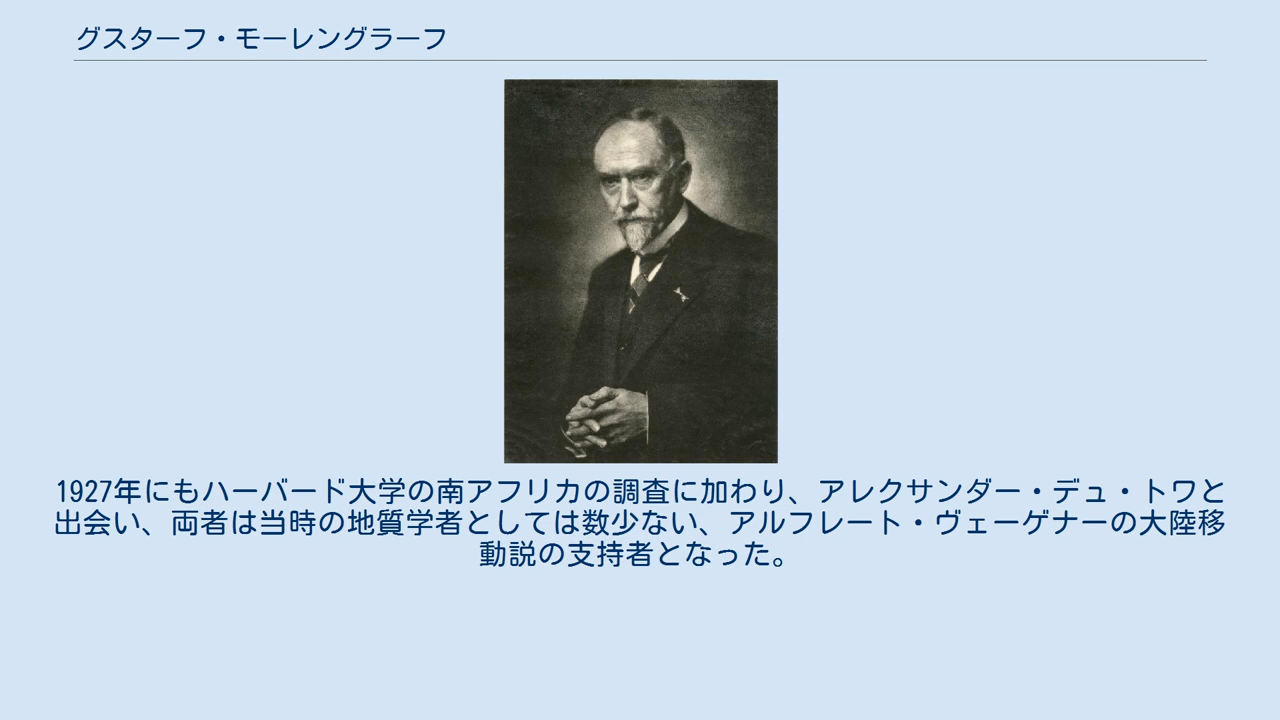 グスターフ・モーレングラーフ
1927年にもハーバード大学の南アフリカの調査に加わり、アレクサンダー・デュ・トワと
出会い、両者は当時の地質学者としては数少ない、アルフレート・ヴェーゲナーの大陸移
動説の支持者となった。